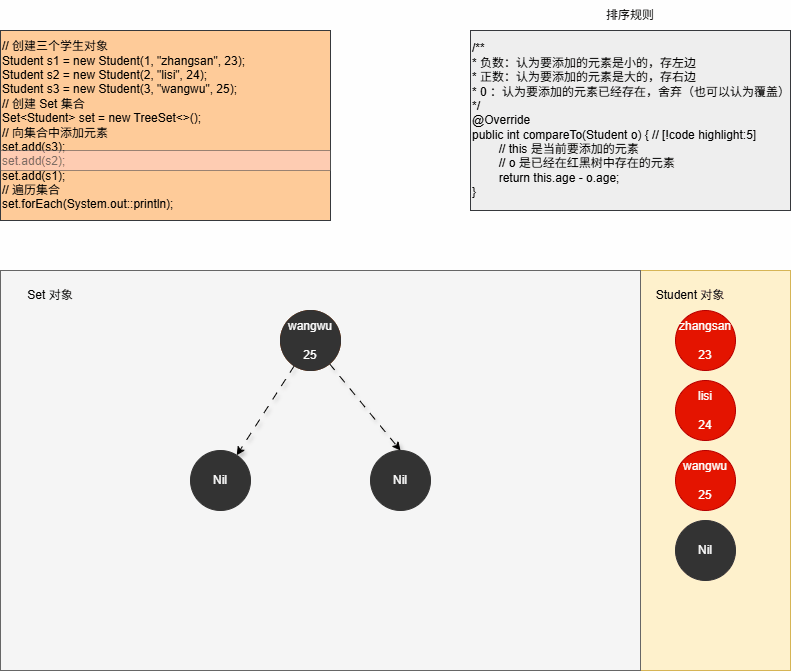 排序规则
// 创建三个学生对象
Student s1 = new Student(1, "zhangsan", 23);
Student s2 = new Student(2, "lisi", 24);
Student s3 = new Student(3, "wangwu", 25);
// 创建 Set 集合
Set<Student> set = new TreeSet<>();
// 向集合中添加元素
set.add(s3);
set.add(s2);
set.add(s1);
// 遍历集合
set.forEach(System.out::println);
/**
* 负数：认为要添加的元素是小的，存左边
* 正数：认为要添加的元素是大的，存右边
* 0 ：认为要添加的元素已经存在，舍弃（也可以认为覆盖）
*/
@Override
public int compareTo(Student o) { // [!code highlight:5]
// this 是当前要添加的元素
// o 是已经在红黑树中存在的元素
return this.age - o.age;
}
Set 对象
wangwu
25
Nil
Nil
Student 对象
zhangsan
23
lisi
24
wangwu
25
Nil